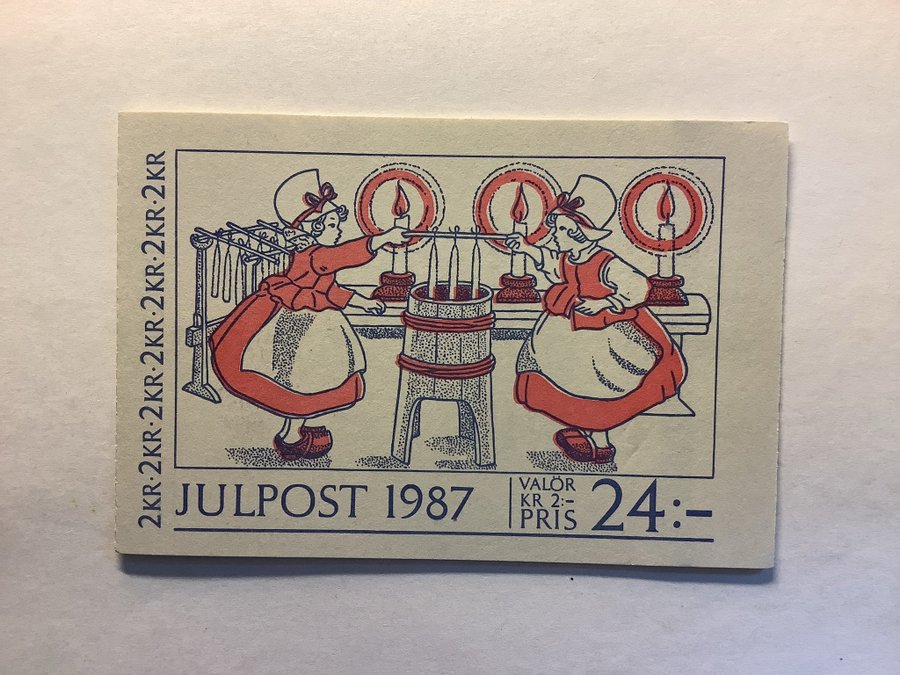 2KR·2KR·2KR·2KR·2KR·2KR
JULPOST 1987
VALÖR
KR 2:–
PRIS
24:–